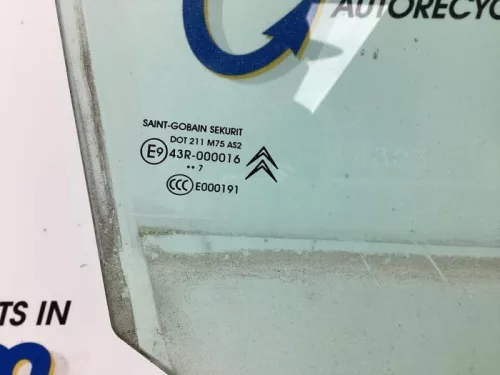 AUTORECYC
SAINT-GOBAIN SEKURIT
DOT 211 M75 AS2
E9 43R-000016
•• 7
CCC E000191
TS IN